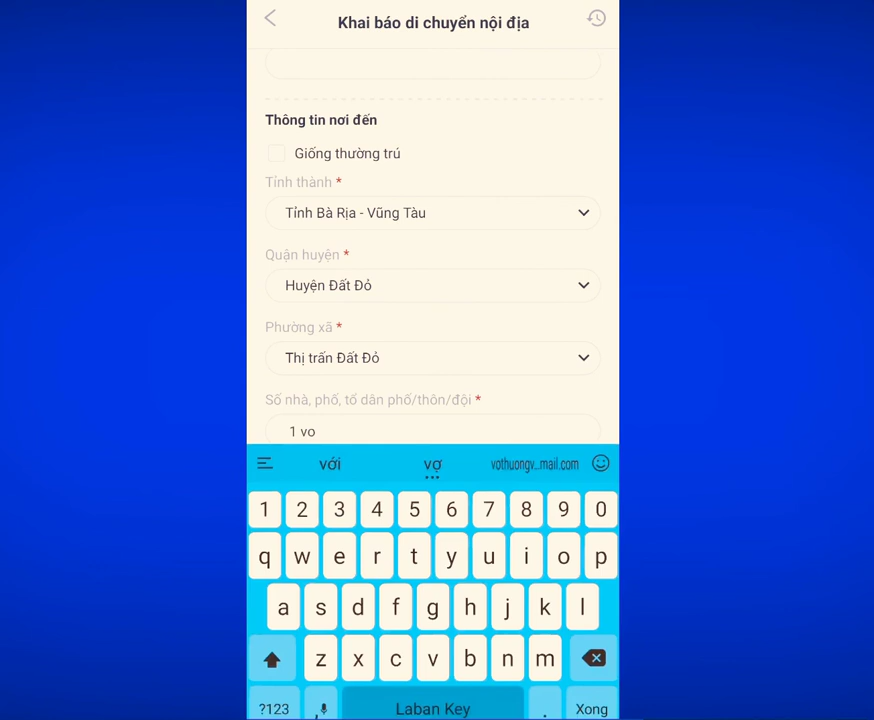 Khai báo di chuyển nội địa
Thông tin nơi đến
Giống thường trú
Tỉnh thành *
Tỉnh Bà Rịa - Vũng Tàu
Quận huyện *
Huyện Đất Đỏ
Phường xã *
Thị trấn Đất Đỏ
Số nhà, phố, tổ dân phố/thôn/đội *
1 vo
với vợ vothuongv...mail.com
1 2 3 4 5 6 7 8 9 0
q w e r t y u i o p
a s d f g h j k l
z x c v b n m
?123 , Laban Key . Xong